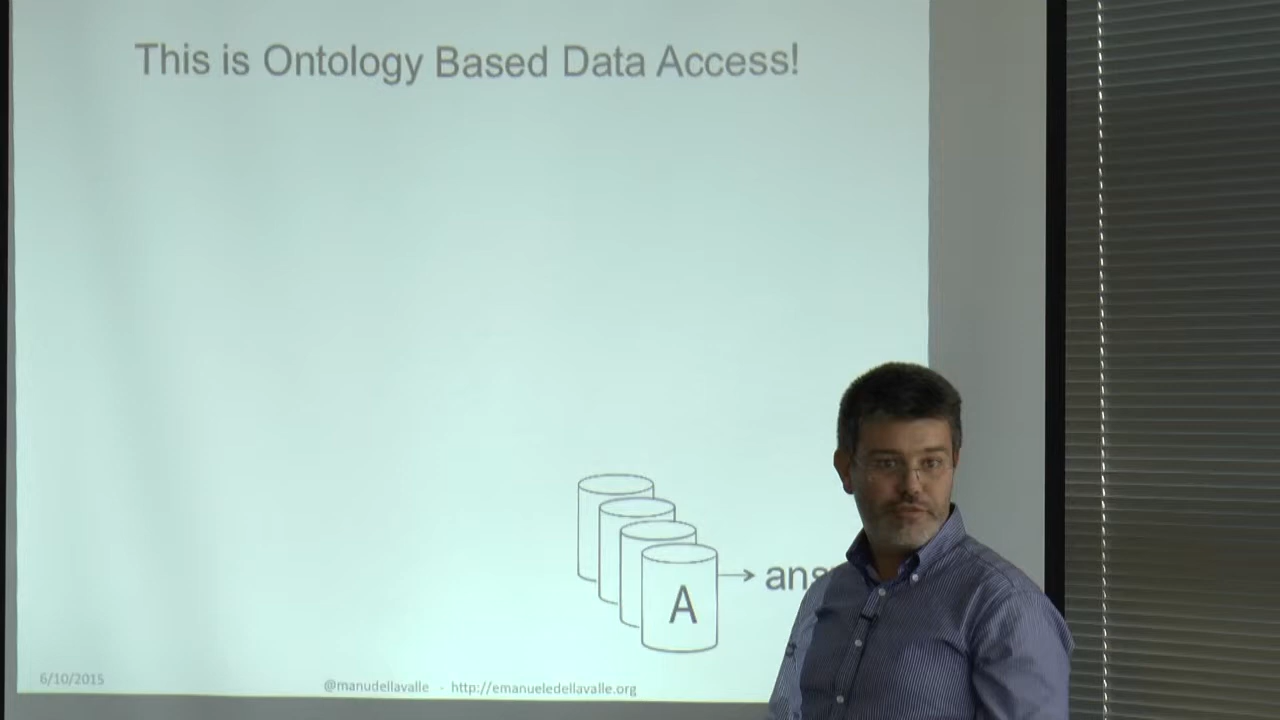 This is Ontology Based Data Access!
A
6/10/2015
@manudellavalle - http://emanueledellavalle.org